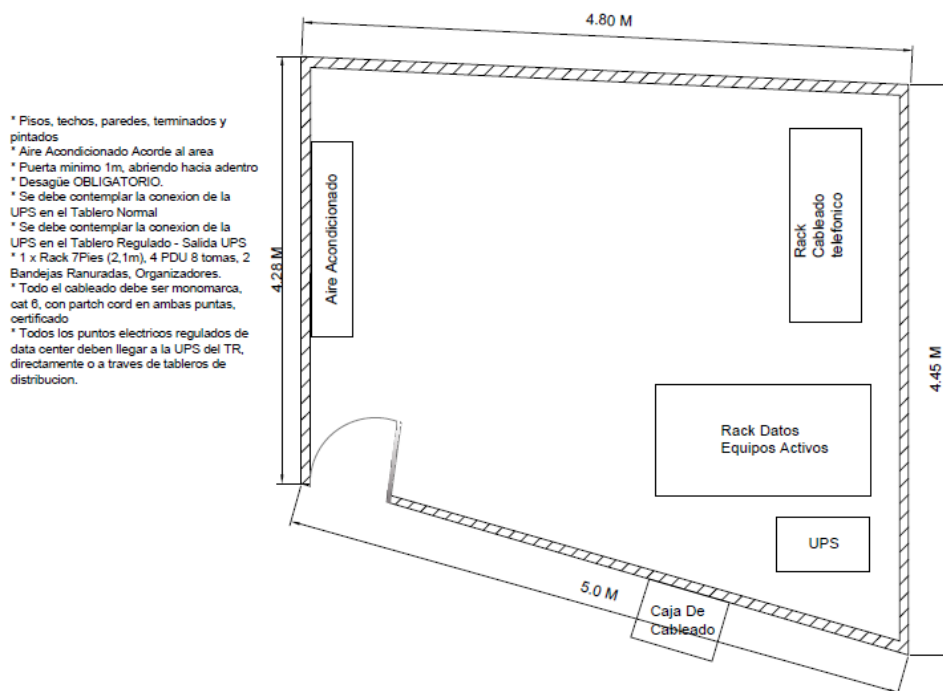 4.80 M
* Pisos, techos, paredes, terminados y
pintados
* Aire Acondicionado Acorde al area
* Puerta minimo 1m, abriendo hacia adentro
* Desagüe OBLIGATORIO.
* Se debe contemplar la conexion de la
UPS en el Tablero Normal
* Se debe contemplar la conexion de la
UPS en el Tablero Regulado - Salida UPS
* 1 x Rack 7Pies (2,1m), 4 PDU 8 tomas, 2
Bandejas Ranuradas, Organizadores.
* Todo el cableado debe ser monomarca,
cat 6, con partch cord en ambas puntas,
certificado
* Todos los puntos electricos regulados de
data center deben llegar a la UPS del TR,
directamente o a traves de tableros de
distribucion.
4.28 M
Aire Acondicionado
Rack
Cableado
telefonico
4.45 M
Rack Datos
Equipos Activos
UPS
5.0 M
Caja De
Cableado